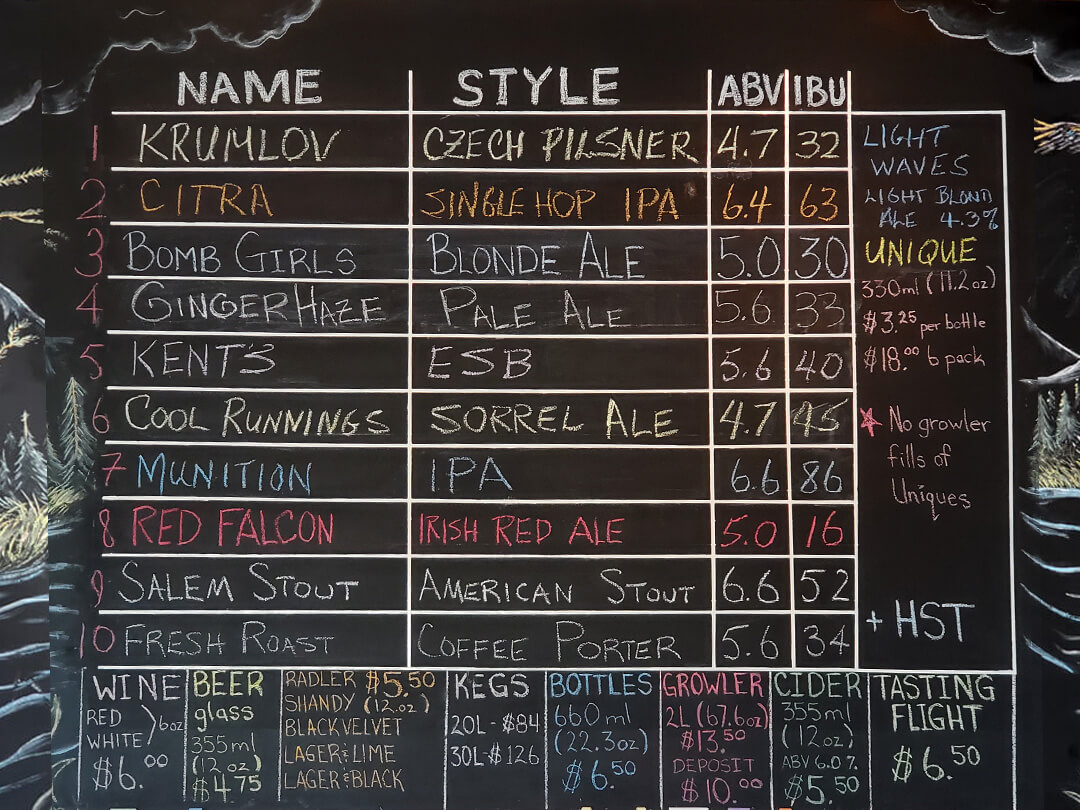 NAME STYLE ABV IBU
1 KRUMLOV CZECH PILSNER 4.7 32
2 CITRA SINGLE HOP IPA 6.4 63
3 BOMB GIRLS BLONDE ALE 5.0 30
4 GINGER HAZE PALE ALE 5.6 33
5 KENT'S ESB 5.6 40
6 COOL RUNNINGS SORREL ALE 4.7 45
7 MUNITION IPA 6.6 86
8 RED FALCON IRISH RED ALE 5.0 16
9 SALEM STOUT AMERICAN STOUT 6.6 52
10 FRESH ROAST COFFEE PORTER 5.6 34
LIGHT
WAVES
LIGHT BLOND
ALE 4.3%
UNIQUE
330ml (11.2oz)
$3.25 per bottle
$18.00 6 pack
No growler
fills of
Uniques
+ HST
WINE
RED
WHITE
6oz
$6.00
BEER
glass
355ml
(12oz)
$4.75
RADLER $5.50
SHANDY (12oz)
BLACK VELVET
LAGER & LIME
LAGER & BLACK
KEGS
20L - $84
30L - $126
BOTTLES
660ml
(22.3oz)
$6.50
GROWLER
2L (67.6oz)
$13.50
DEPOSIT
$10.00
CIDER
355ml
(12oz)
ABV 6.0%
$5.50
TASTING
FLIGHT
$6.50